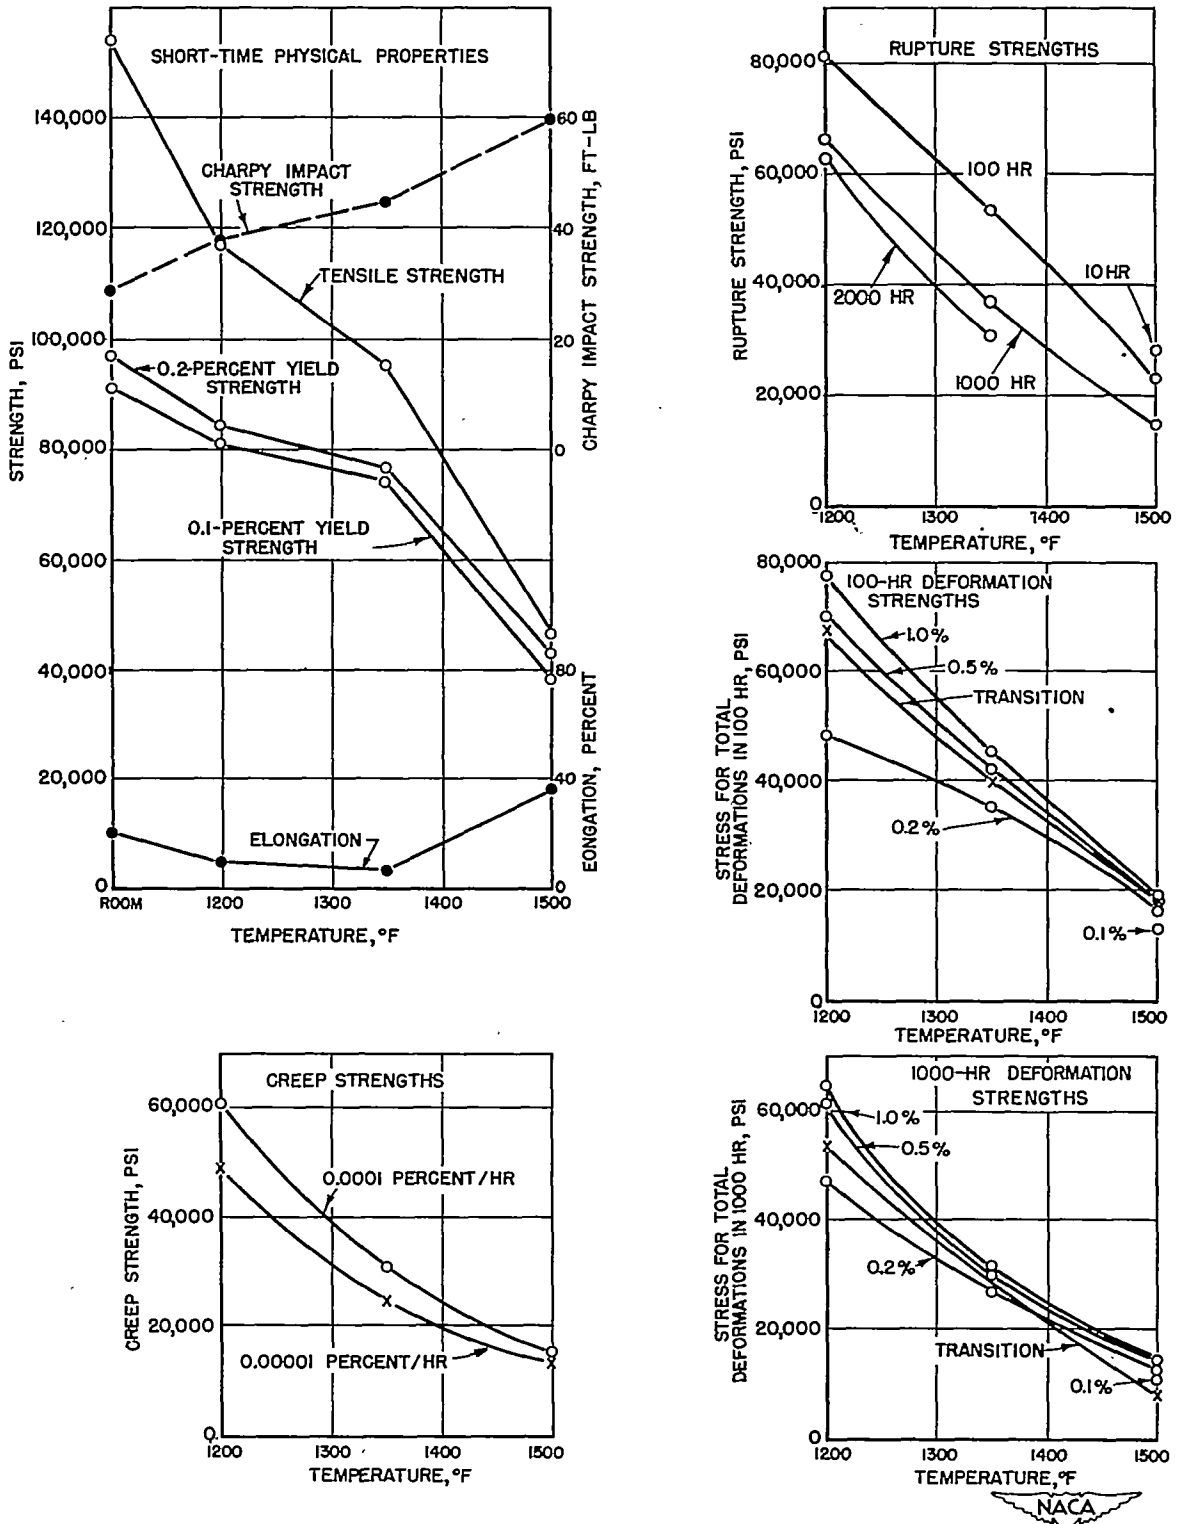 SHORT-TIME PHYSICAL PROPERTIES
140,000
120,000
100,000
80,000
60,000
40,000
20,000
0
STRENGTH, PSI
60
40
20
0
CHARPY IMPACT STRENGTH, FT-LB
80
40
0
EONGATION, PERCENT
CHARPY IMPACT
STRENGTH
TENSILE STRENGTH
0.2-PERCENT YIELD
STRENGTH
0.1-PERCENT YIELD
STRENGTH
ELONGATION
ROOM 1200 1300 1400 1500
TEMPERATURE, °F
RUPTURE STRENGTHS
80,000
60,000
40,000
20,000
0
RUPTURE STRENGTH, PSI
100 HR
10 HR
2000 HR
1000 HR
1200 1300 1400 1500
TEMPERATURE, °F
100-HR DEFORMATION
STRENGTHS
80,000
60,000
40,000
20,000
0
STRESS FOR TOTAL
DEFORMATIONS IN 100 HR, PSI
1.0%
0.5%
TRANSITION
0.2%
0.1%
1200 1300 1400 1500
TEMPERATURE, °F
CREEP STRENGTHS
60,000
40,000
20,000
0
CREEP STRENGTH, PSI
0.0001 PERCENT/HR
0.00001 PERCENT/HR
1200 1300 1400 1500
TEMPERATURE, °F
1000-HR DEFORMATION
STRENGTHS
60,000
40,000
20,000
0
STRESS FOR TOTAL
DEFORMATIONS IN 1000 HR, PSI
1.0%
0.5%
0.2%
TRANSITION
0.1%
1200 1300 1400 1500
TEMPERATURE, °F
NACA